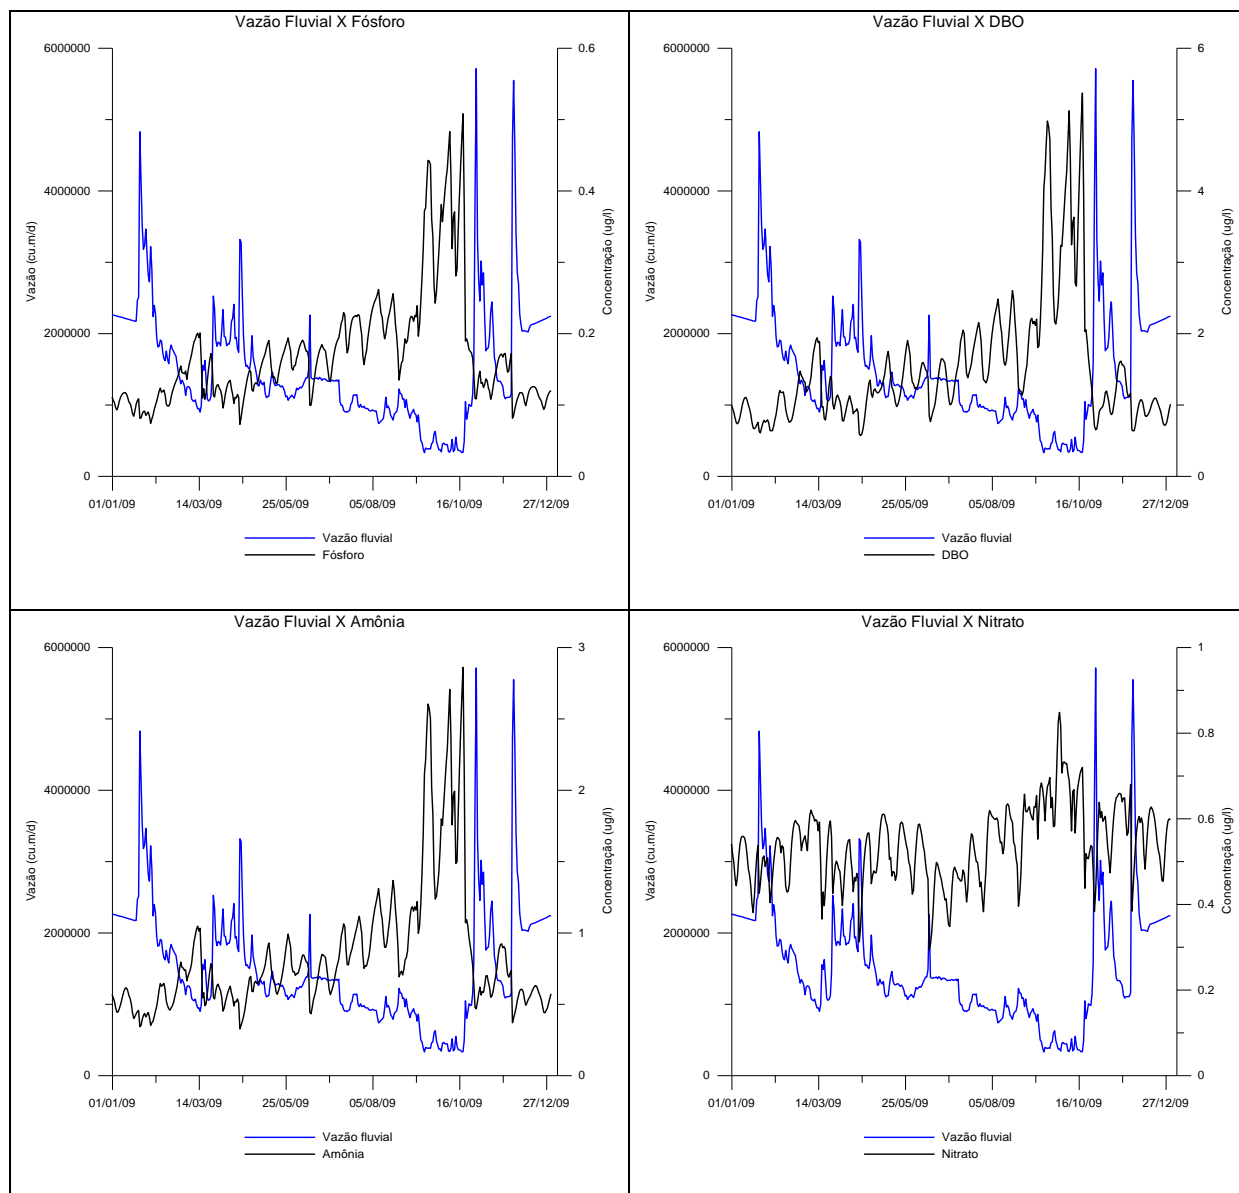 Vazão Fluvial X Fósforo
6000000
4000000
2000000
0
Vazão (cu.m/d)
0.6
0.4
0.2
0
Concentração (ug/l)
01/01/09 14/03/09 25/05/09 05/08/09 16/10/09 27/12/09
Vazão fluvial
Fósforo
Vazão Fluvial X DBO
6000000
4000000
2000000
0
Vazão (cu.m/d)
6
4
2
0
Concentração (ug/l)
01/01/09 14/03/09 25/05/09 05/08/09 16/10/09 27/12/09
Vazão fluvial
DBO
Vazão Fluvial X Amônia
6000000
4000000
2000000
0
Vazão (cu.m/d)
3
2
1
0
Concentração (ug/l)
01/01/09 14/03/09 25/05/09 05/08/09 16/10/09 27/12/09
Vazão fluvial
Amônia
Vazão Fluvial X Nitrato
6000000
4000000
2000000
0
Vazão (cu.m/d)
1
0.8
0.6
0.4
0.2
0
Concentração (ug/l)
01/01/09 14/03/09 25/05/09 05/08/09 16/10/09 27/12/09
Vazão fluvial
Nitrato